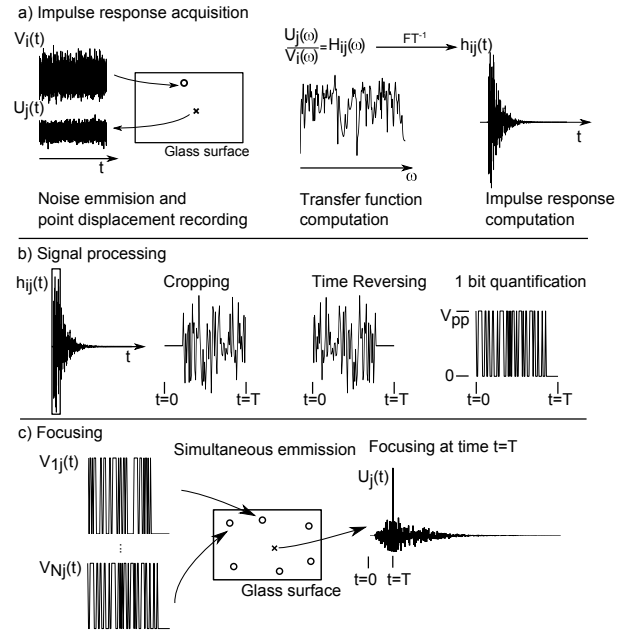 a) Impulse response acquisition
Vi(t)
Uj(t)
t
Glass surface
Uj(ω)
Vi(ω)
=Hij(ω)
FT-1
hij(t)
ω
t
Noise emmision and
point displacement recording
Transfer function
computation
Impulse response
computation
b) Signal processing
hij(t)
t
Cropping
t=0
t=T
Time Reversing
t=0
t=T
1 bit quantification
Vpp
0
t=0
t=T
c) Focusing
V1j(t)
...
VNj(t)
Simultaneous emmission
Glass surface
Focusing at time t=T
Uj(t)
t=0
t=T